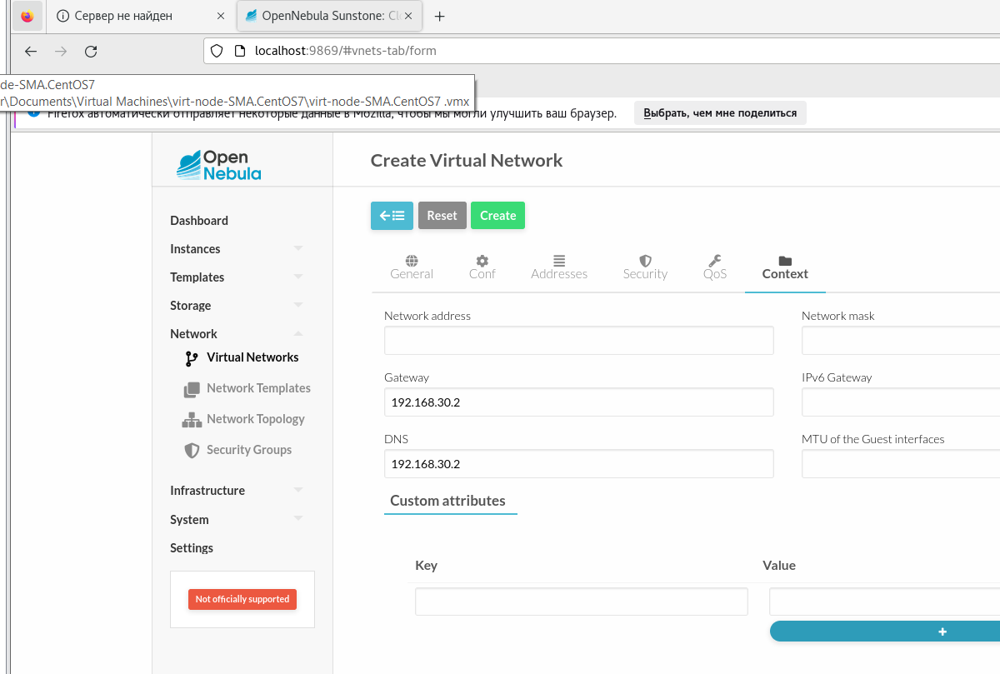 Сервер не найден
OpenNebula Sunstone: Clo
localhost:9869/#vnets-tab/form
de-SMA.CentOS7
r\Documents\Virtual Machines\virt-node-SMA.CentOS7\virt-node-SMA.CentOS7 .vmx
Firefox автоматически отправляет некоторые данные в Mozilla, чтобы мы могли улучшить ваш браузер.
Выбрать, чем мне поделиться
Open
Nebula
Create Virtual Network
Reset
Create
Dashboard
Instances
Templates
Storage
Network
Virtual Networks
Network Templates
Network Topology
Security Groups
Infrastructure
System
Settings
Not officially supported
General
Conf
Addresses
Security
QoS
Context
Network address
Network mask
Gateway
IPv6 Gateway
192.168.30.2
DNS
MTU of the Guest interfaces
192.168.30.2
Custom attributes
Key
Value